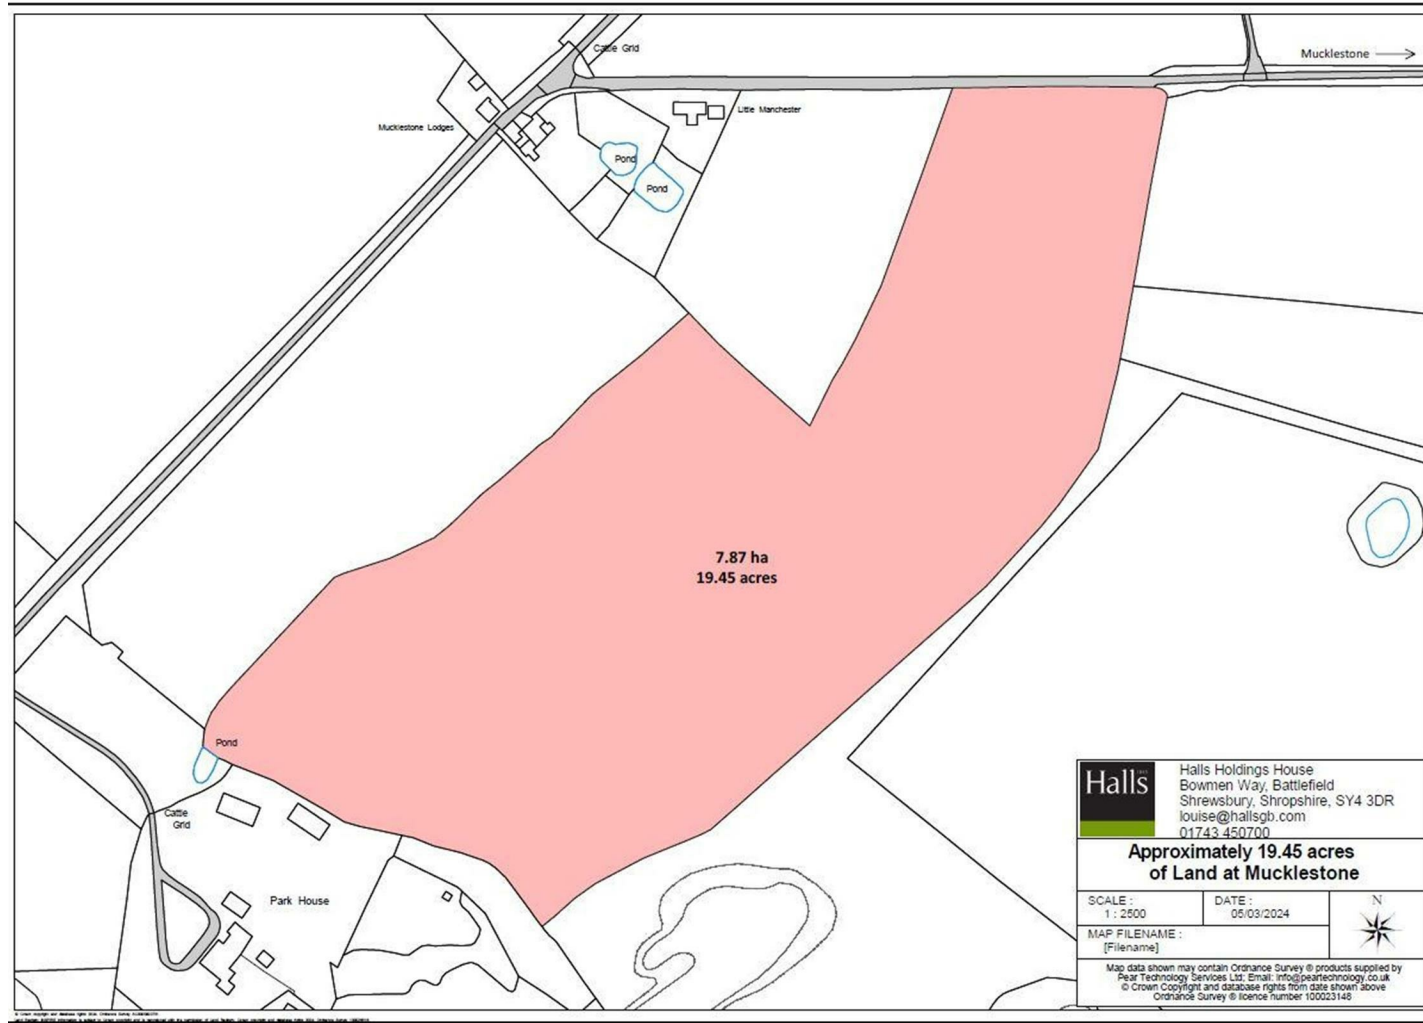 Cattle Grid
Mucklestone
Little Manchester
Mucklestone Lodges
Pond
Pond
7.87 ha
19.45 acres
Pond
Cattle
Grid
Park House
Halls
Halls Holdings House
Bowmen Way, Battlefield
Shrewsbury, Shropshire, SY4 3DR
louise@hallsgb.com
01743 450700
Approximately 19.45 acres
of Land at Mucklestone
SCALE :
1 : 2500
DATE :
05/03/2024
N
MAP FILENAME :
[Filename]
Map data shown may contain Ordnance Survey ® products supplied by
Pear Technology Services Ltd; Email: info@peartechnology.co.uk
© Crown Copyright and database rights from date shown above
Ordnance Survey ® licence number 100023148